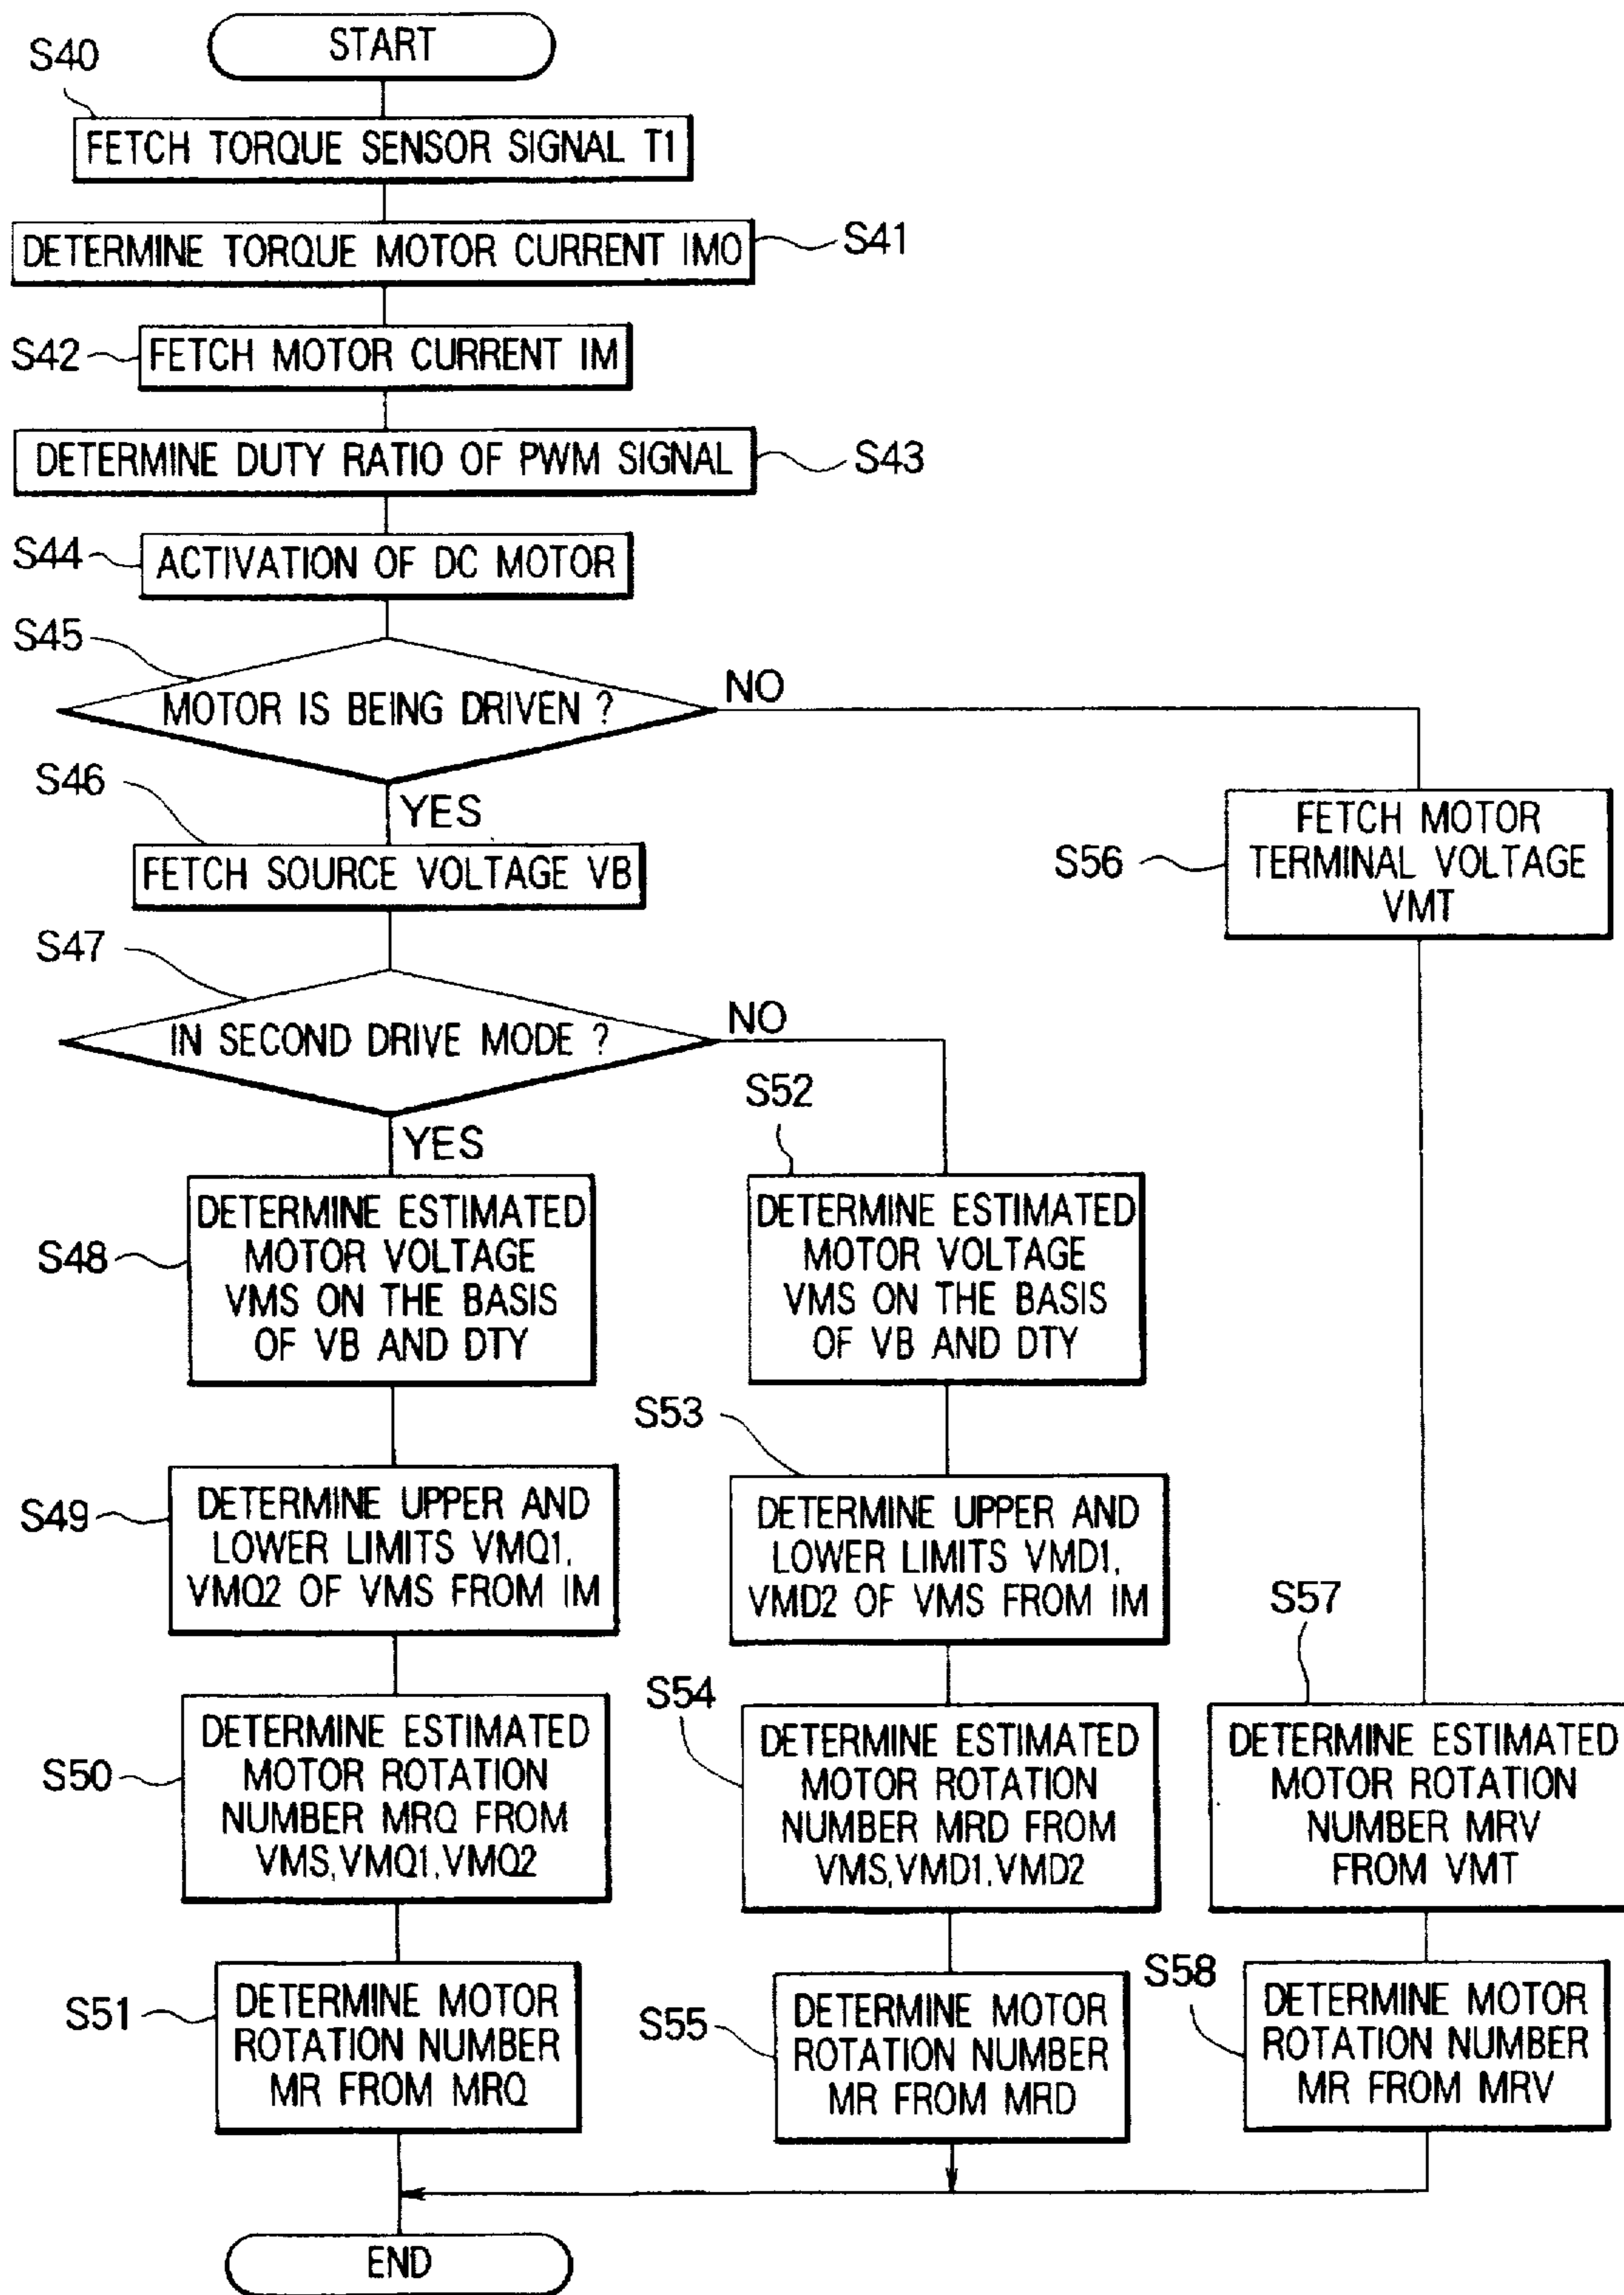 START
S40
FETCH TORQUE SENSOR SIGNAL T1
DETERMINE TORQUE MOTOR CURRENT IMO
S41
S42
FETCH MOTOR CURRENT IM
DETERMINE DUTY RATIO OF PWM SIGNAL
S43
S44
ACTIVATION OF DC MOTOR
S45
MOTOR IS BEING DRIVEN ?
NO
S46
YES
FETCH SOURCE VOLTAGE VB
S56
FETCH MOTOR
TERMINAL VOLTAGE
VMT
S47
IN SECOND DRIVE MODE ?
NO
YES
S48
DETERMINE ESTIMATED
MOTOR VOLTAGE
VMS ON THE BASIS
OF VB AND DTY
S52
DETERMINE ESTIMATED
MOTOR VOLTAGE
VMS ON THE BASIS
OF VB AND DTY
S49
DETERMINE UPPER AND
LOWER LIMITS VMQ1,
VMQ2 OF VMS FROM IM
S53
DETERMINE UPPER AND
LOWER LIMITS VMD1,
VMD2 OF VMS FROM IM
S50
DETERMINE ESTIMATED
MOTOR ROTATION
NUMBER MRQ FROM
VMS,VMQ1,VMQ2
S54
DETERMINE ESTIMATED
MOTOR ROTATION
NUMBER MRD FROM
VMS,VMD1,VMD2
S57
DETERMINE ESTIMATED
MOTOR ROTATION
NUMBER MRV
FROM VMT
S51
DETERMINE MOTOR
ROTATION NUMBER
MR FROM MRQ
S55
DETERMINE MOTOR
ROTATION NUMBER
MR FROM MRD
S58
DETERMINE MOTOR
ROTATION NUMBER
MR FROM MRV
END